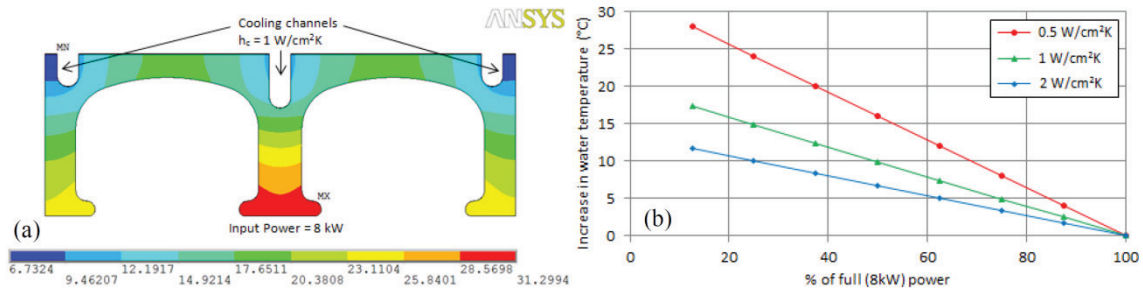 ANSYS
Cooling channels
h_c = 1 W/cm²K
MN
MX
(a)
Input Power = 8 kW
6.7324 12.1917 17.6511 23.1104 28.5698
9.46207 14.9214 20.3808 25.8401 31.2994
Increase in water temperature (°C)
30
25
20
15
10
5
0
0.5 W/cm²K
1 W/cm²K
2 W/cm²K
(b)
0 20 40 60 80 100
% of full (8kW) power